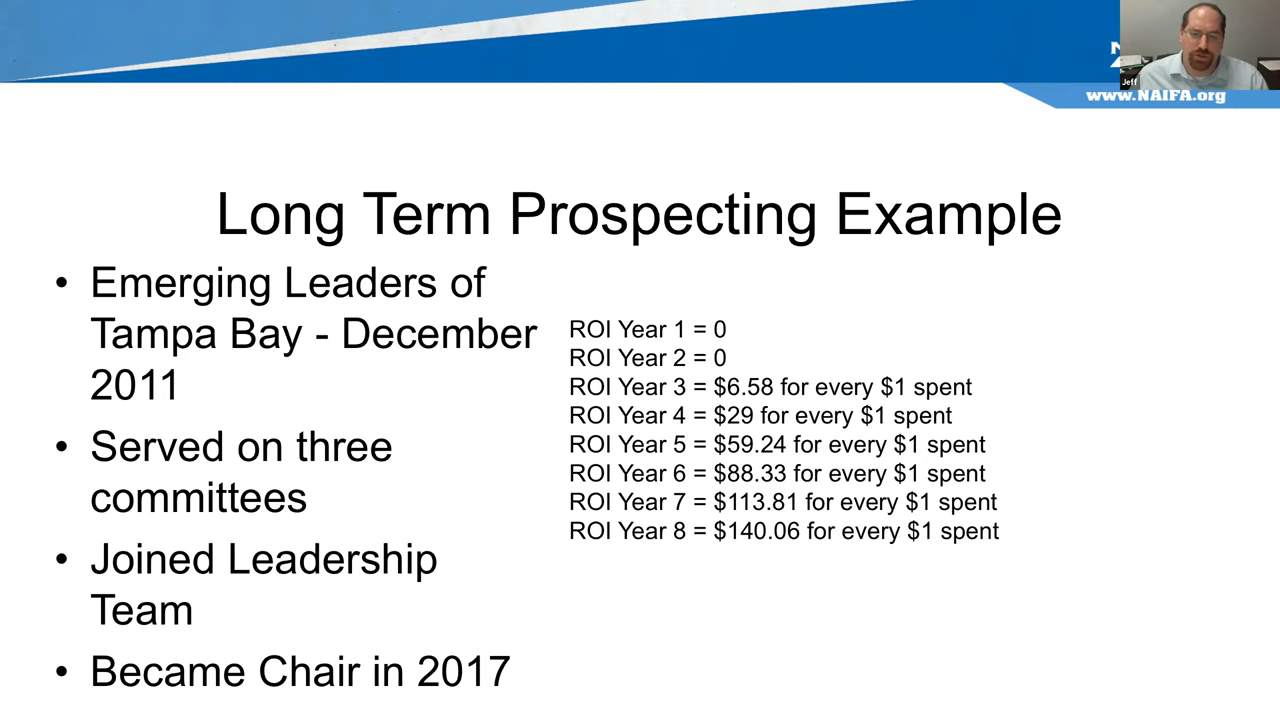 Jeff
www.NAIFA.org
Long Term Prospecting Example
• Emerging Leaders of
Tampa Bay - December
2011
• Served on three
committees
• Joined Leadership
Team
• Became Chair in 2017
ROI Year 1 = 0
ROI Year 2 = 0
ROI Year 3 = $6.58 for every $1 spent
ROI Year 4 = $29 for every $1 spent
ROI Year 5 = $59.24 for every $1 spent
ROI Year 6 = $88.33 for every $1 spent
ROI Year 7 = $113.81 for every $1 spent
ROI Year 8 = $140.06 for every $1 spent